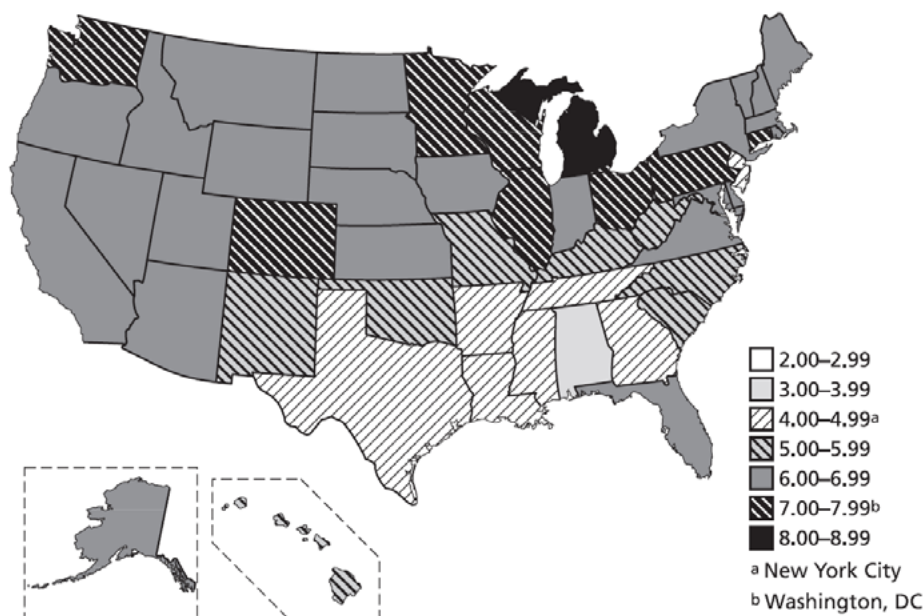 2.00–2.99
3.00–3.99
4.00–4.99ᵃ
5.00–5.99
6.00–6.99
7.00–7.99ᵇ
8.00–8.99
ᵃ New York City
ᵇ Washington, DC